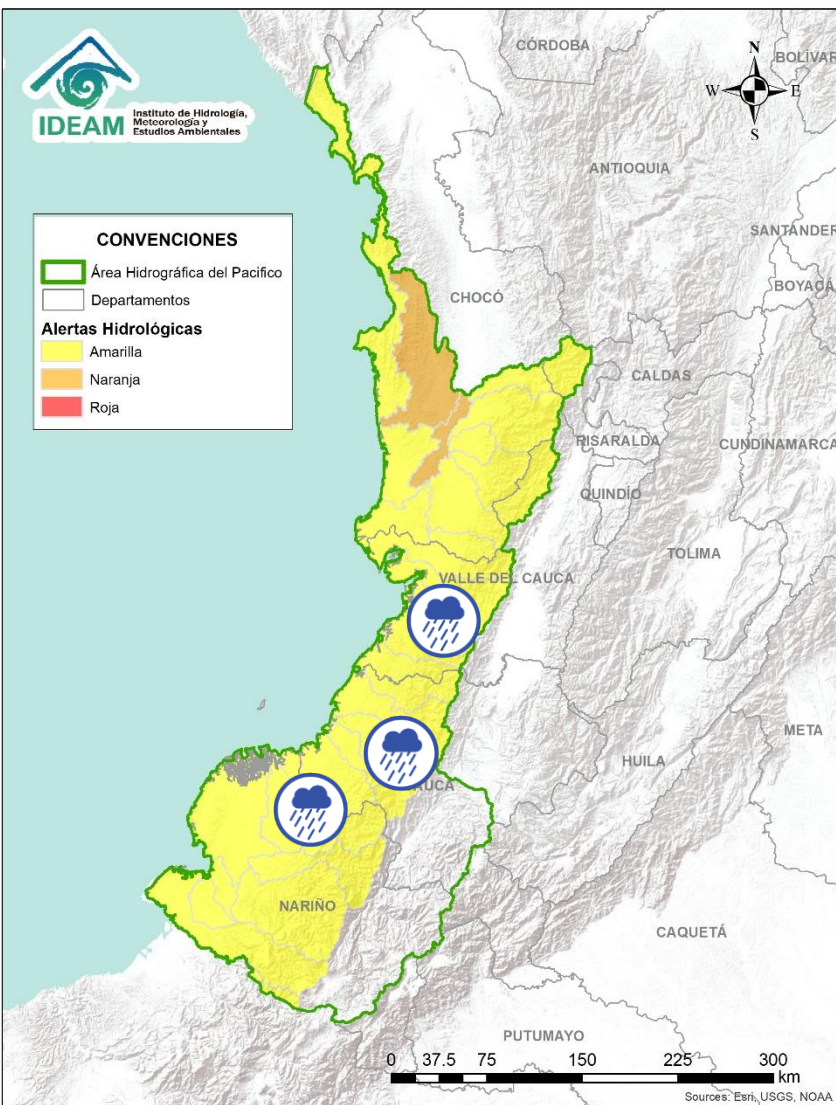 IDEAM
Instituto de Hidrología,
Meteorología y
Estudios Ambientales
CONVENCIONES
Área Hidrográfica del Pacifico
Departamentos
Alertas Hidrológicas
Amarilla
Naranja
Roja
N
W
E
S
CÓRDOBA
BOLÍVAR
ANTIOQUIA
SANTANDER
BOYACÁ
CHOCÓ
CALDAS
RISARALDA
CUNDINAMARCA
QUINDÍO
TOLIMA
VALLE DEL CAUCA
META
HUILA
AUCA
NARIÑO
CAQUETÁ
PUTUMAYO
0 37.5 75 150 225 300
km
Sources: Esri, USGS, NOAA